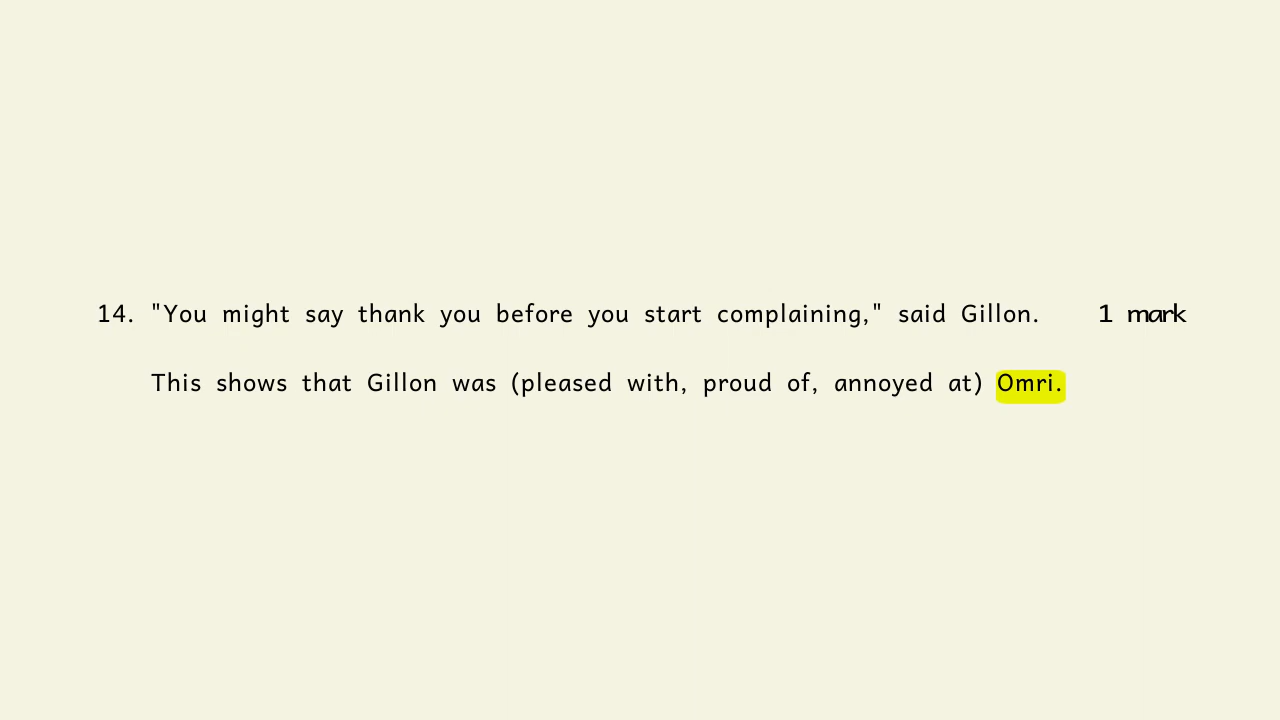 14. "You might say thank you before you start complaining," said Gillon. 1 mark
This shows that Gillon was (pleased with, proud of, annoyed at) Omri.